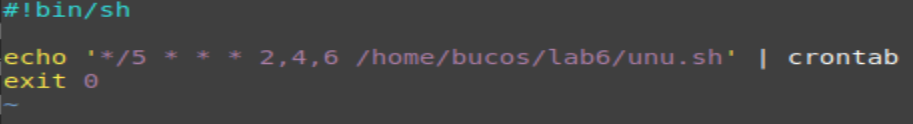 #!bin/sh
echo '*/5 * * * 2,4,6 /home/bucos/lab6/unu.sh' | crontab
exit 0
~